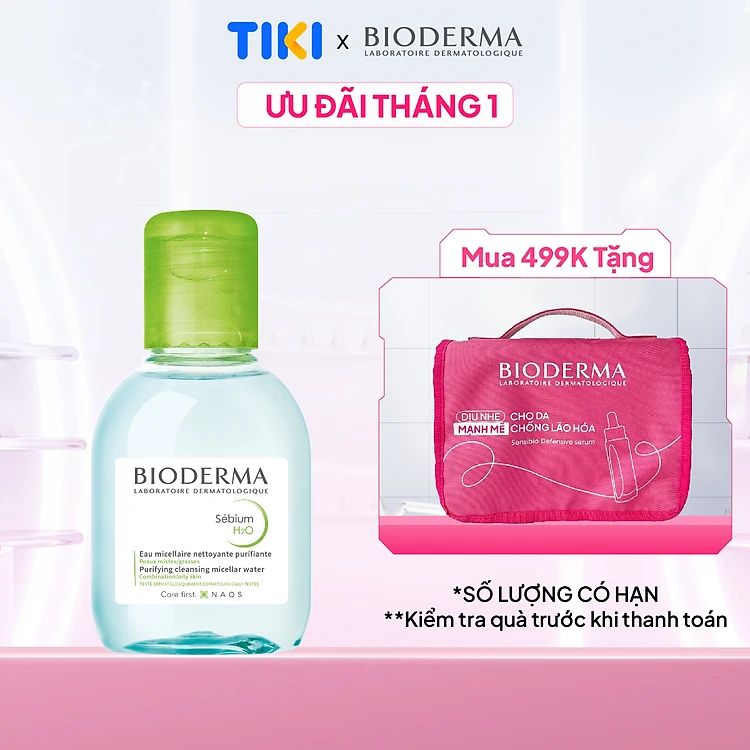 TIKI x BIODERMA
LABORATOIRE DERMATOLOGIQUE
ƯU ĐÃI THÁNG 1
BIODERMA
LABORATOIRE DERMATOLOGIQUE
Sébium
H2O
Eau micellaire nettoyante purifiante
Peaux mixtes/grasses
Purifying cleansing micellar water
Combination/oily skin
Care first. NAOS
Mua 499K Tặng
BIODERMA
LABORATOIRE DERMATOLOGIQUE
DỊU NHẸ
MẠNH MẼ
CHO DA
CHỐNG LÃO HÓA
Sensibio Defensive serum
*SỐ LƯỢNG CÓ HẠN
**Kiểm tra quà trước khi thanh toán